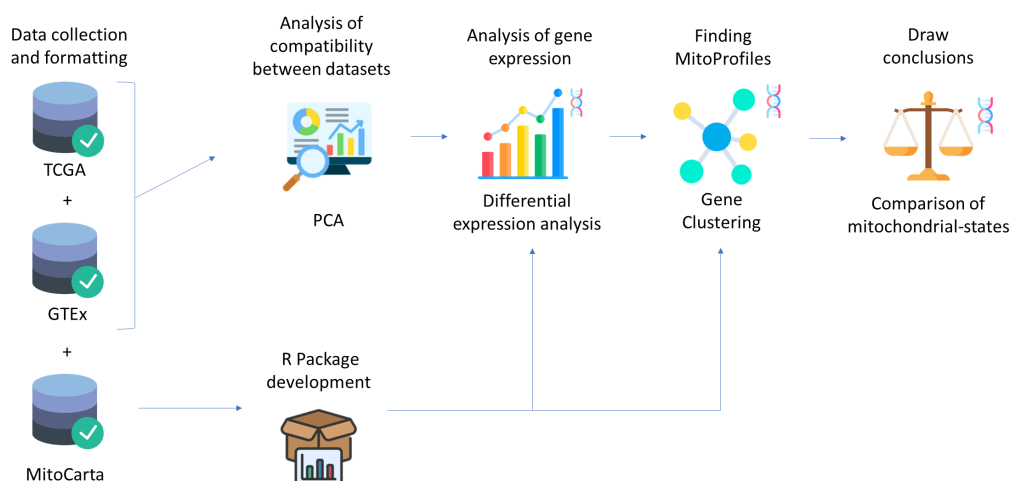 Data collection
and formatting
TCGA
+
GTEx
+
MitoCarta
Analysis of
compatibility
between datasets
PCA
R Package
development
Analysis of gene
expression
Differential
expression analysis
Finding
MitoProfiles
Gene
Clustering
Draw
conclusions
Comparison of
mitochondrial-states